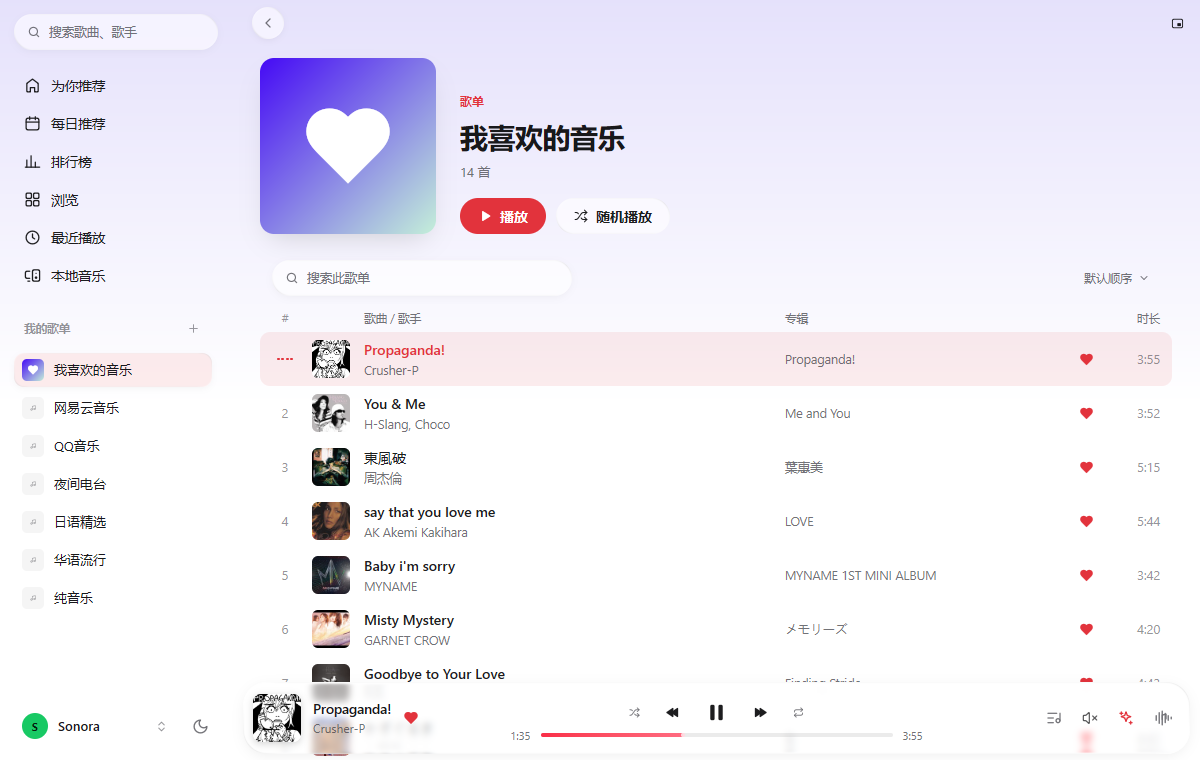 搜索歌曲、歌手
为你推荐
每日推荐
排行榜
浏览
最近播放
本地音乐
我的歌单
我喜欢的音乐
网易云音乐
QQ音乐
夜间电台
日语精选
华语流行
纯音乐
S Sonora
歌单
我喜欢的音乐
14 首
播放 随机播放
搜索此歌单 默认顺序
# 歌曲 / 歌手 专辑 时长
Propaganda! Propaganda! 3:55
Crusher-P
2 You & Me Me and You 3:52
H-Slang, Choco
3 東風破 葉惠美 5:15
周杰倫
4 say that you love me LOVE 5:44
AK Akemi Kakihara
5 Baby i'm sorry MYNAME 1ST MINI ALBUM 3:42
MYNAME
6 Misty Mystery メモリーズ 4:20
GARNET CROW
Goodbye to Your Love
Propaganda!
Crusher-P
1:35 3:55